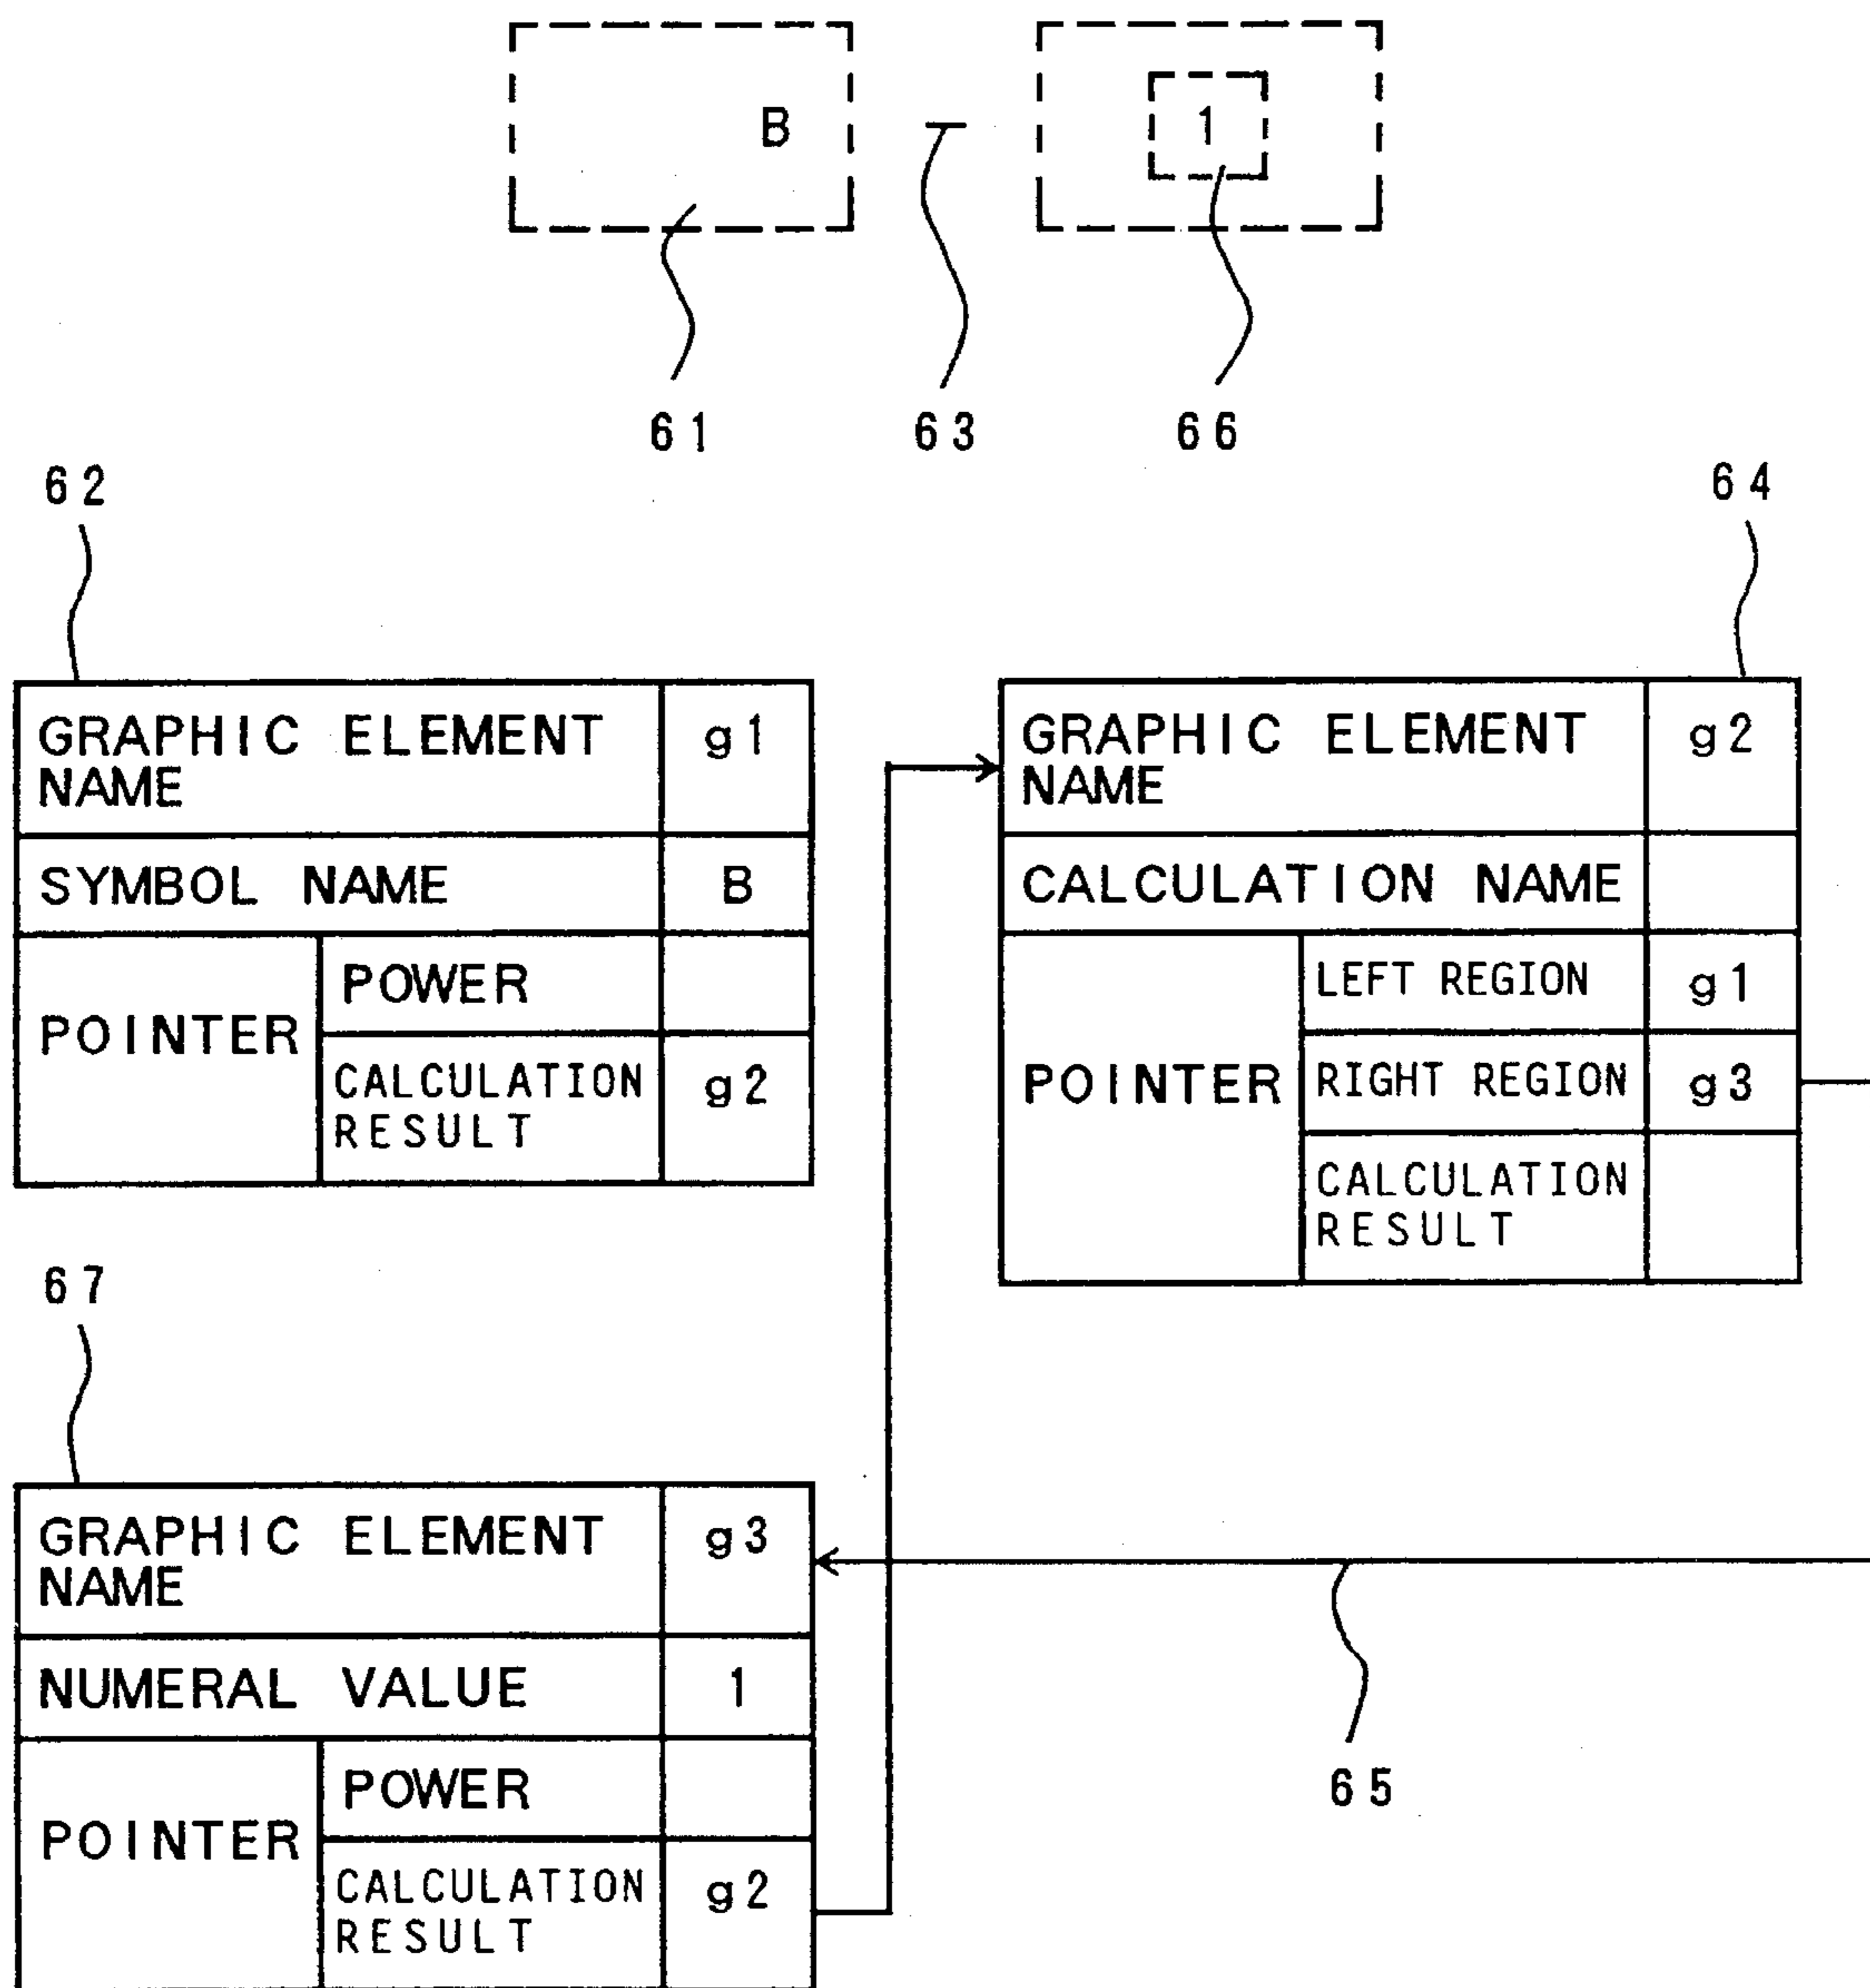 B 1
61 63 66
62 64
GRAPHIC ELEMENT g1
NAME
SYMBOL NAME B
POINTER
POWER
CALCULATION g2
RESULT
GRAPHIC ELEMENT g2
NAME
CALCULATION NAME
POINTER
LEFT REGION g1
RIGHT REGION g3
CALCULATION
RESULT
67
GRAPHIC ELEMENT g3
NAME
NUMERAL VALUE 1
POINTER
POWER
CALCULATION g2
RESULT
65